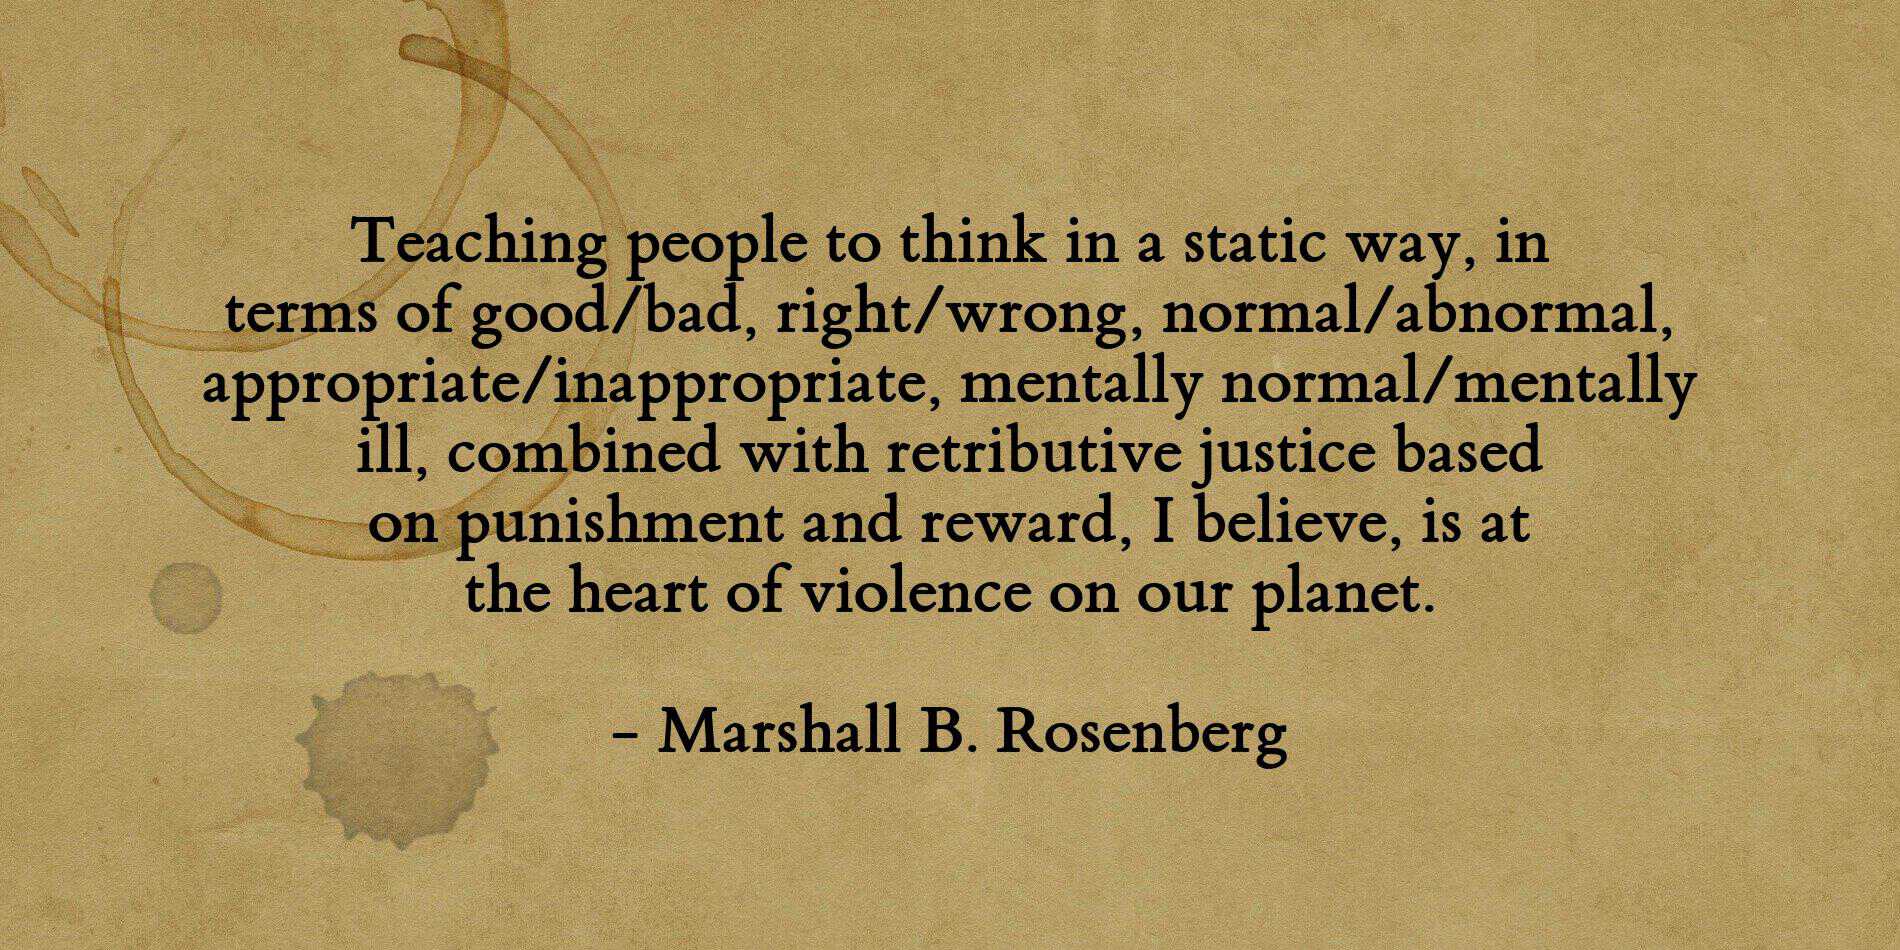 Teaching people to think in a static way, in
terms of good/bad, right/wrong, normal/abnormal,
appropriate/inappropriate, mentally normal/mentally
ill, combined with retributive justice based
on punishment and reward, I believe, is at
the heart of violence on our planet.
– Marshall B. Rosenberg